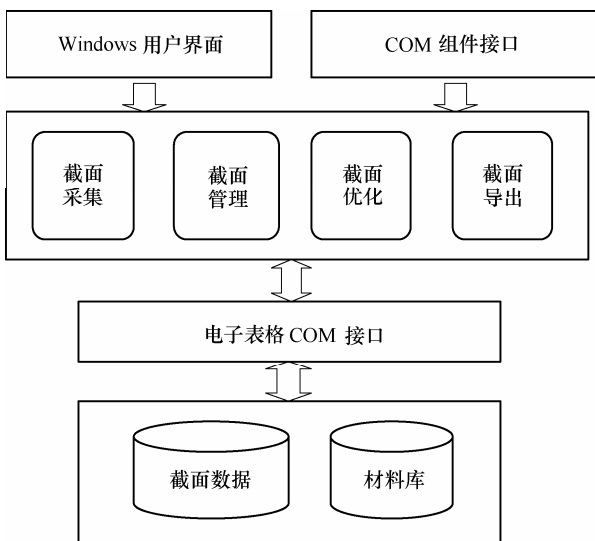 Windows 用户界面
COM 组件接口
截面
采集
截面
管理
截面
优化
截面
导出
电子表格 COM 接口
截面数据
材料库